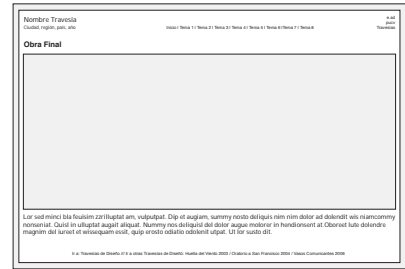 Nombre Travesía
Ciudad, región, país, año
Inicio / Tema 1 / Tema 2 / Tema 3 / Tema 4 / Tema 5 / Tema 6 /Tema 7 / Tema 8
e.ad
pucv
Travesías
Obra Final
Lor sed minci bla feuisim zzrilluptat am, vulputpat. Dip et augiam, summy nosto deliquis nim nim dolor ad dolendit wis niamcommy
nonseniat. Quisl in ulluptat augait aliquat. Nummy nos deliquisl del dolor augue molorer in hendionsent at.Oboreet lute dolendre
magnim del iureet et wissequam essit, quip erosto odiatio odolenit utpat. Ut lor susto dit.
Ir a: Travesías de Diseño // Ir a otras Travesías de Diseño: Huella del Viento 2003 / Oratorio a San Francisco 2004 / Vasos Comunicantes 2006